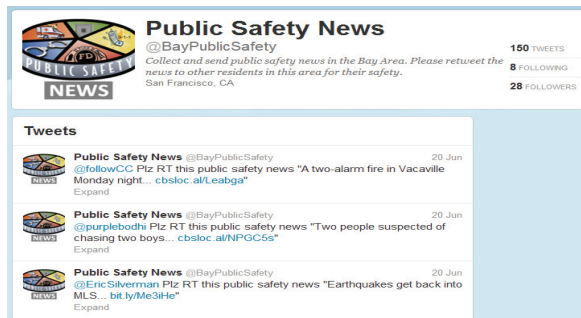 Public Safety News
@BayPublicSafety
Collect and send public safety news in the Bay Area. Please retweet the
news to other residents in this area for their safety.
San Francisco, CA
150 TWEETS
8 FOLLOWING
28 FOLLOWERS
FD
PUBLIC SAFETY
NEWS
Tweets
Public Safety News @BayPublicSafety 20 Jun
@followCC Plz RT this public safety news "A two-alarm fire in Vacaville
Monday night... cbsloc.al/Leabga"
Expand
NEWS
Public Safety News @BayPublicSafety 20 Jun
@purplebodhi Plz RT this public safety news "Two people suspected of
chasing two boys... cbsloc.al/NPGC5s"
Expand
NEWS
Public Safety News @BayPublicSafety 20 Jun
@EricSilverman Plz RT this public safety news "Earthquakes get back into
MLS... bit.ly/Me3iHe"
Expand
NEWS